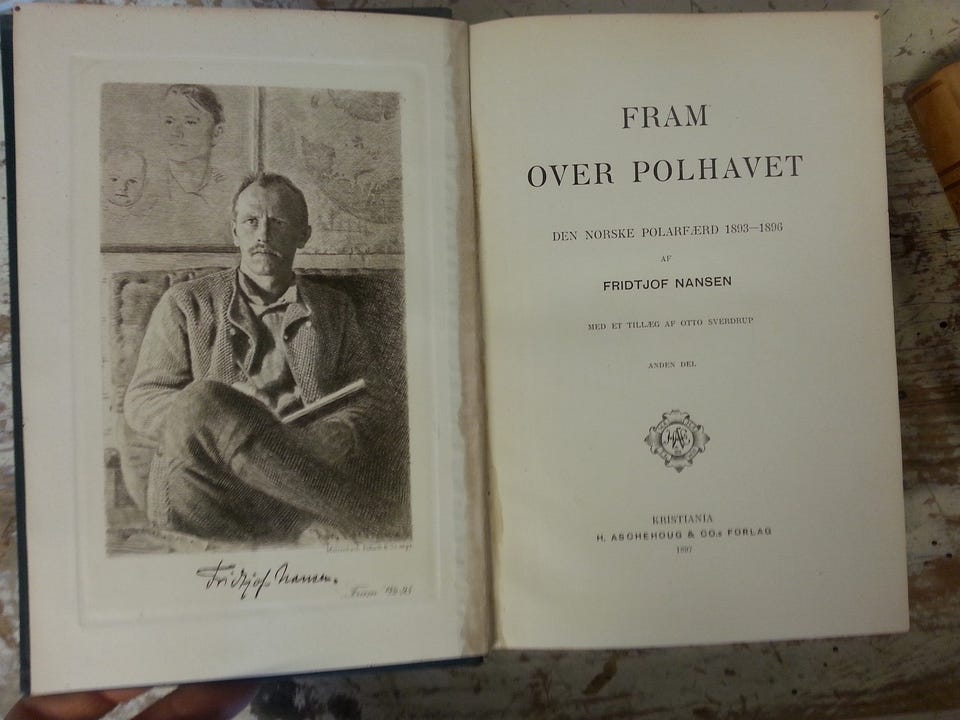 Fridtjof Nansen.
Fram
FRAM
OVER POLHAVET
DEN NORSKE POLARFÆRD 1893—1896
AF
FRIDTJOF NANSEN
MED ET TILLÆG AF OTTO SVERDRUP
ANDEN DEL
KRISTIANIA
H. ASCHEHOUG & CO.s FORLAG
1897